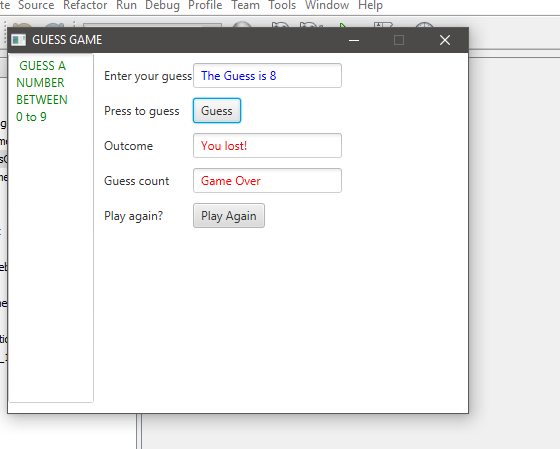 te Source Refactor Run Debug Profile Team Tools Window Help
GUESS GAME
GUESS A
NUMBER
BETWEEN
0 to 9
Enter your guess The Guess is 8
Press to guess Guess
Outcome You lost!
Guess count Game Over
Play again? Play Again